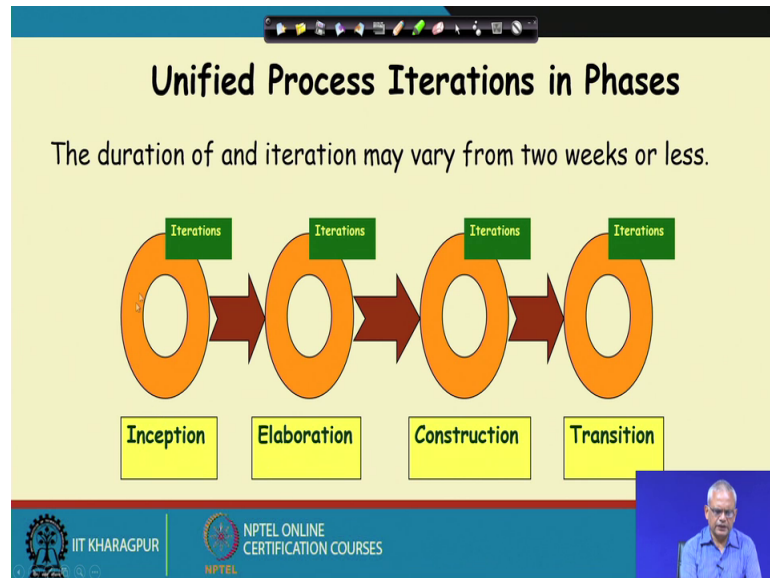 Unified Process Iterations in Phases
The duration of and iteration may vary from two weeks or less.
Iterations
Iterations
Iterations
Iterations
Inception
Elaboration
Construction
Transition
IIT KHARAGPUR
NPTEL ONLINE
CERTIFICATION COURSES
NPTEL